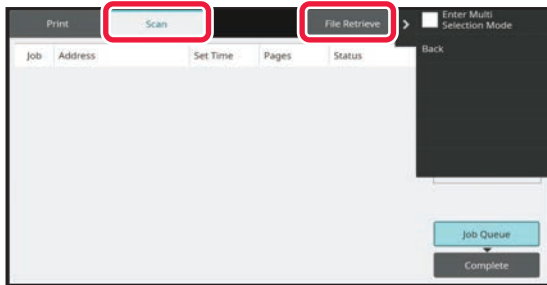 Print
Scan
File Retrieve
Enter Multi
Selection Mode
Back
Job Address Set Time Pages Status
Job Queue
Complete